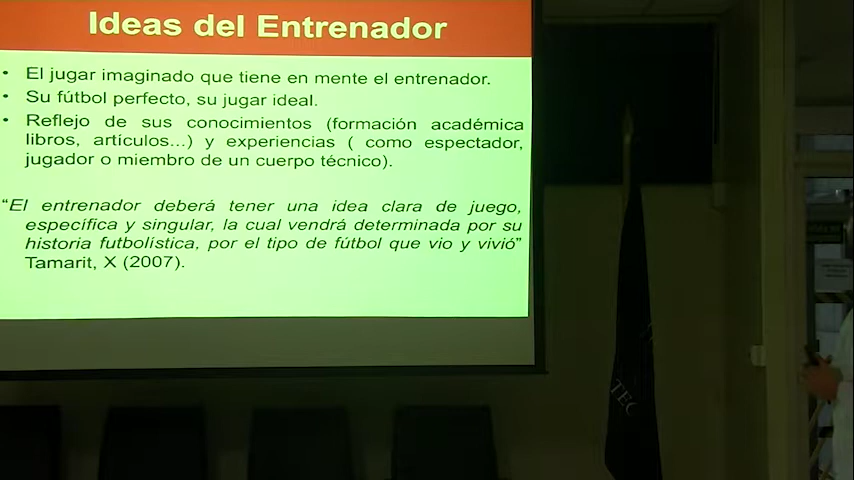 Ideas del Entrenador
• El jugar imaginado que tiene en mente el entrenador.
• Su fútbol perfecto, su jugar ideal.
• Reflejo de sus conocimientos (formación académica
libros, artículos...) y experiencias ( como espectador,
jugador o miembro de un cuerpo técnico).
“El entrenador deberá tener una idea clara de juego,
específica y singular, la cual vendrá determinada por su
historia futbolística, por el tipo de fútbol que vio y vivió”
Tamarit, X (2007).
TEC